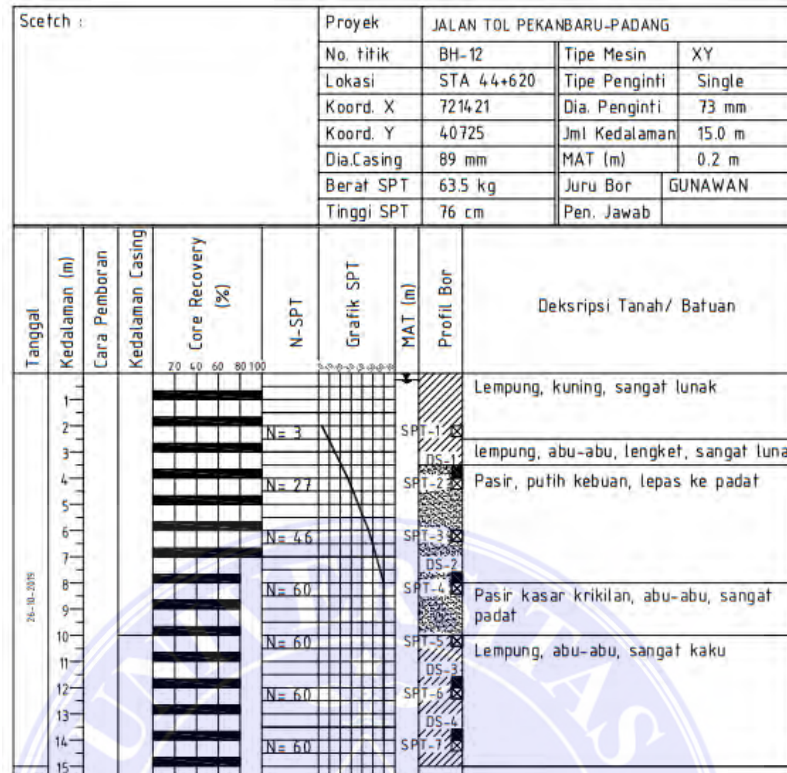 Scetch :
Proyek JALAN TOL PEKANBARU-PADANG
No. titik BH-12 Tipe Mesin XY
Lokasi STA 44+620 Tipe Penginti Single
Koord. X 721421 Dia. Penginti 73 mm
Koord. Y 40725 Jml Kedalaman 15.0 m
Dia.Casing 89 mm MAT (m) 0.2 m
Berat SPT 63.5 kg Juru Bor GUNAWAN
Tinggi SPT 76 cm Pen. Jawab
Tanggal
Kedalaman (m)
Cara Pemboran
Kedalaman Casing
Core Recovery (%)
20 40 60 80 100
N-SPT
Grafik SPT
MAT (m)
Profil Bor
Deksripsi Tanah/ Batuan
Lempung, kuning, sangat lunak
1
2 N= 3 SPT-1
3 DS-1 lempung, abu-abu, lengket, sangat luna
4 N= 27 SPT-2 Pasir, putih kebuan, lepas ke padat
5
6 N= 46 SPT-3
7 DS-2
8 N= 60 SPT-4 Pasir kasar krikilan, abu-abu, sangat
padat
9
26-10-2019
10 N= 60 SPT-5 Lempung, abu-abu, sangat kaku
11 DS-3
12 N= 60 SPT-6
13 DS-4
14 N= 60 SPT-7
15
UNIVERSITAS